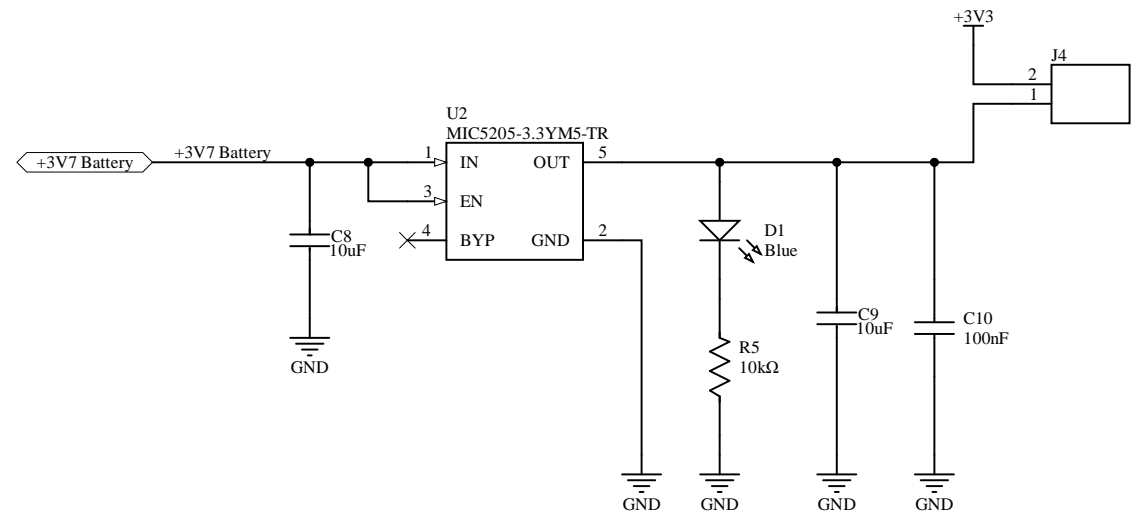 +3V3
J4
2
1
U2
MIC5205-3.3YM5-TR
+3V7 Battery
+3V7 Battery
1
IN
OUT
5
3
EN
4
BYP
GND
2
C8
10uF
D1
Blue
C9
10uF
C10
100nF
R5
10kΩ
GND
GND
GND
GND
GND